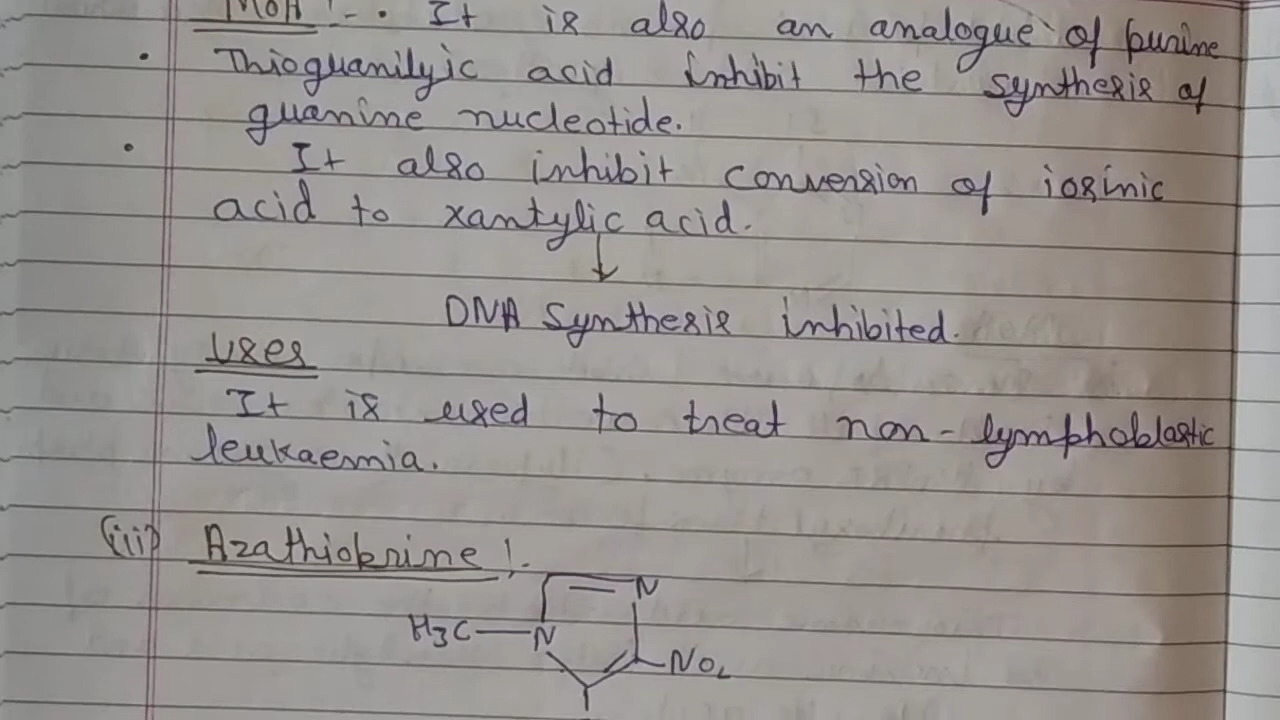 MOA :- • It is also an analogue of purine
• Thioguanilyic acid inhibit the synthesis of
guanine nucleotide.
• It also inhibit conversion of iosinic
acid to xantylic acid.
↓
DNA Synthesis inhibited.
Uses
It is used to treat non-lymphoblastic
leukaemia.
(iii) Azathioprine :-
N
H3C—N
NO2